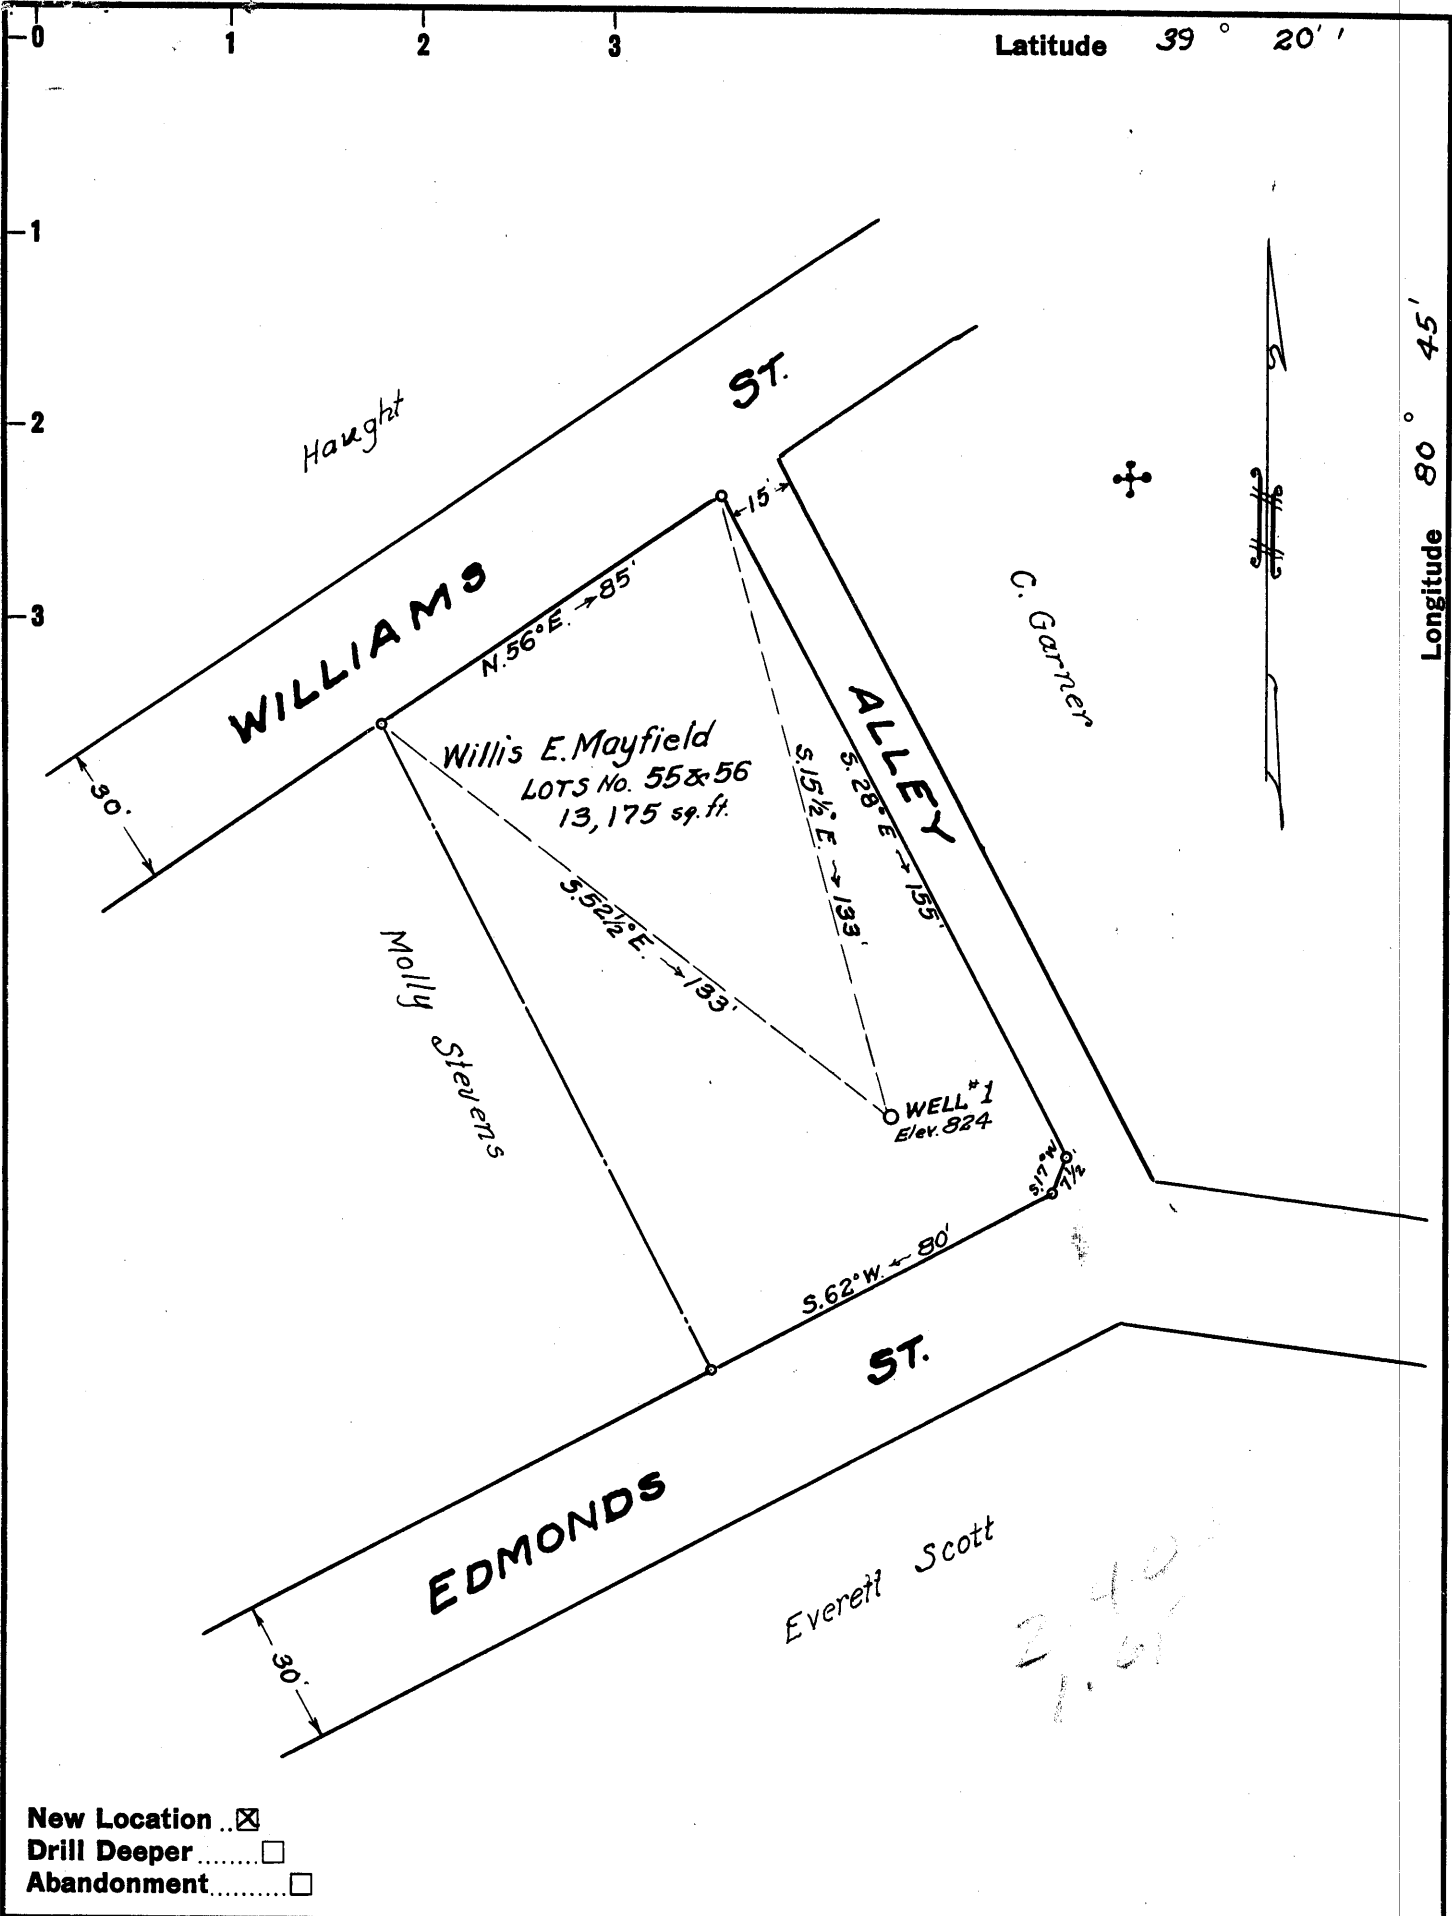 0 1 2 3
Latitude 39° 20'
1
2
3
Longitude 80° 45'
Haught
WILLIAMS ST.
15'
N. 56° E. → 85'
30'
C. Garner
ALLEY
Willis E. Mayfield
LOTS No. 55 & 56
13,175 sq. ft.
S. 15½° E. → 133'
S. 28° E → 155'
S. 52½° E. → 133'
Molly Stevens
WELL #1
Elev. 824
S. 17° W
7½'
S. 62° W. ← 80'
EDMONDS ST.
30'
Everett Scott
New Location .. ☒
Drill Deeper ........ ☐
Abandonment .......... ☐